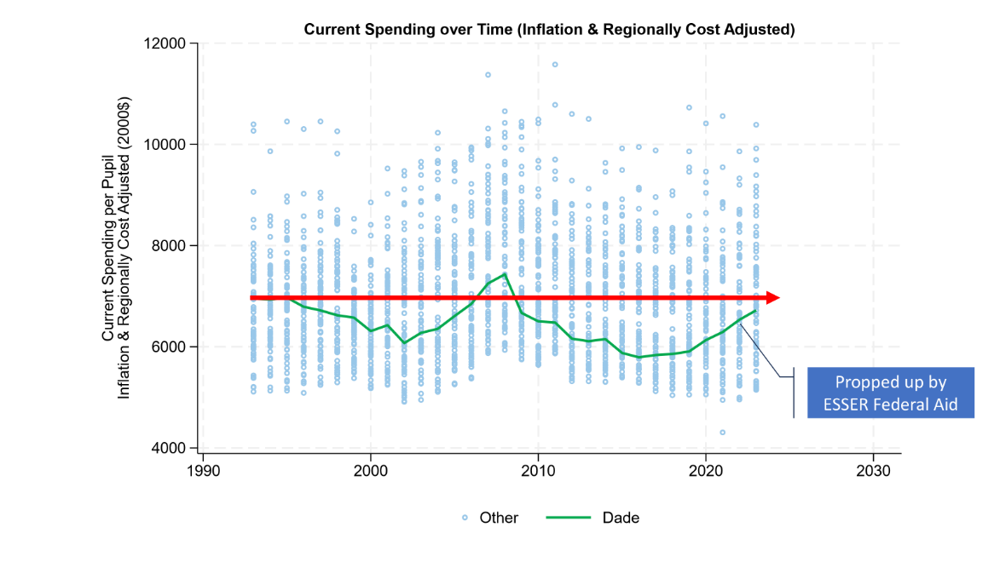 Current Spending over Time (Inflation & Regionally Cost Adjusted)
Current Spending per Pupil
Inflation & Regionally Cost Adjusted (2000$)
12000
10000
8000
6000
4000
1990
2000
2010
2020
2030
Propped up by
ESSER Federal Aid
Other
Dade